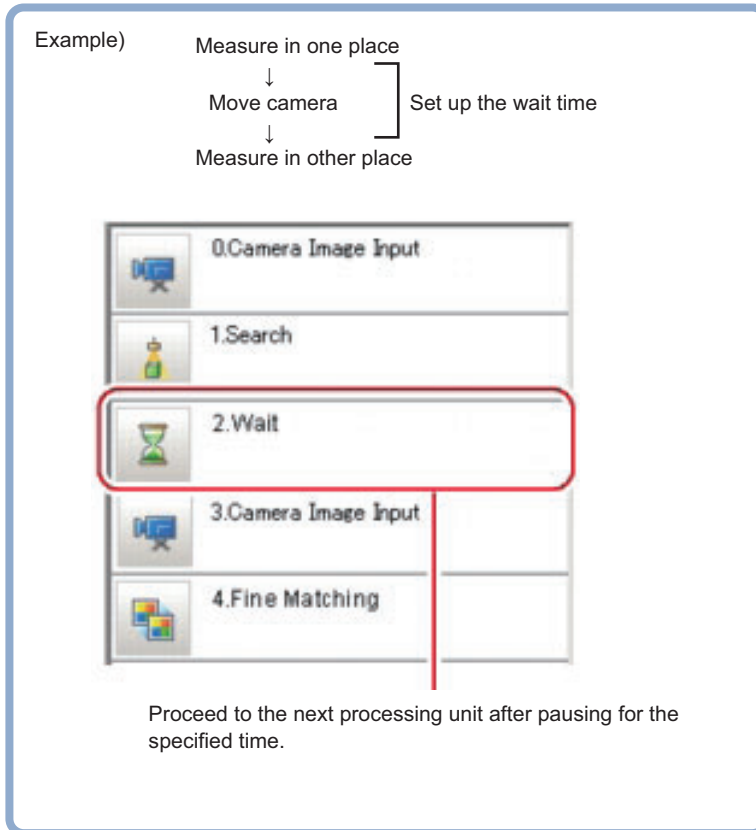 Example)
Measure in one place
↓
Move camera
Set up the wait time
↓
Measure in other place
0.Camera Image Input
1.Search
2.Wait
3.Camera Image Input
4.Fine Matching
Proceed to the next processing unit after pausing for the
specified time.